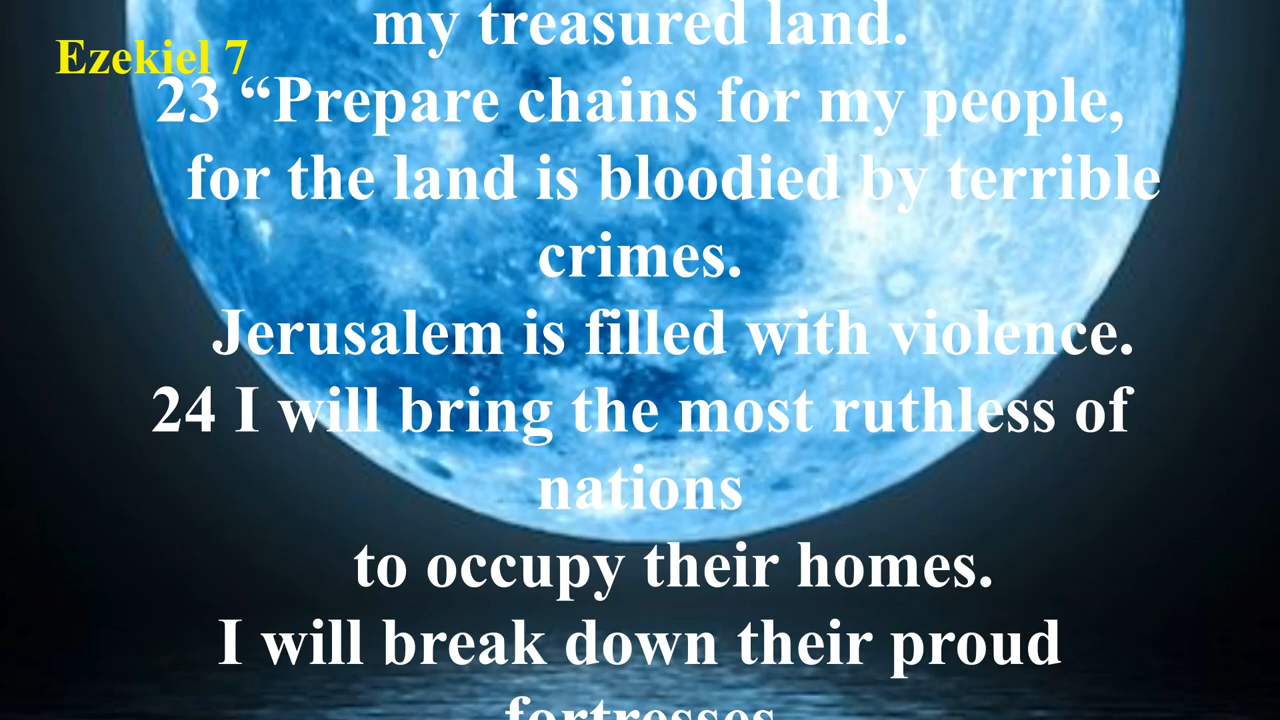 my treasured land.
Ezekiel 7
23 “Prepare chains for my people,
for the land is bloodied by terrible
crimes.
Jerusalem is filled with violence.
24 I will bring the most ruthless of
nations
to occupy their homes.
I will break down their proud
fortresses